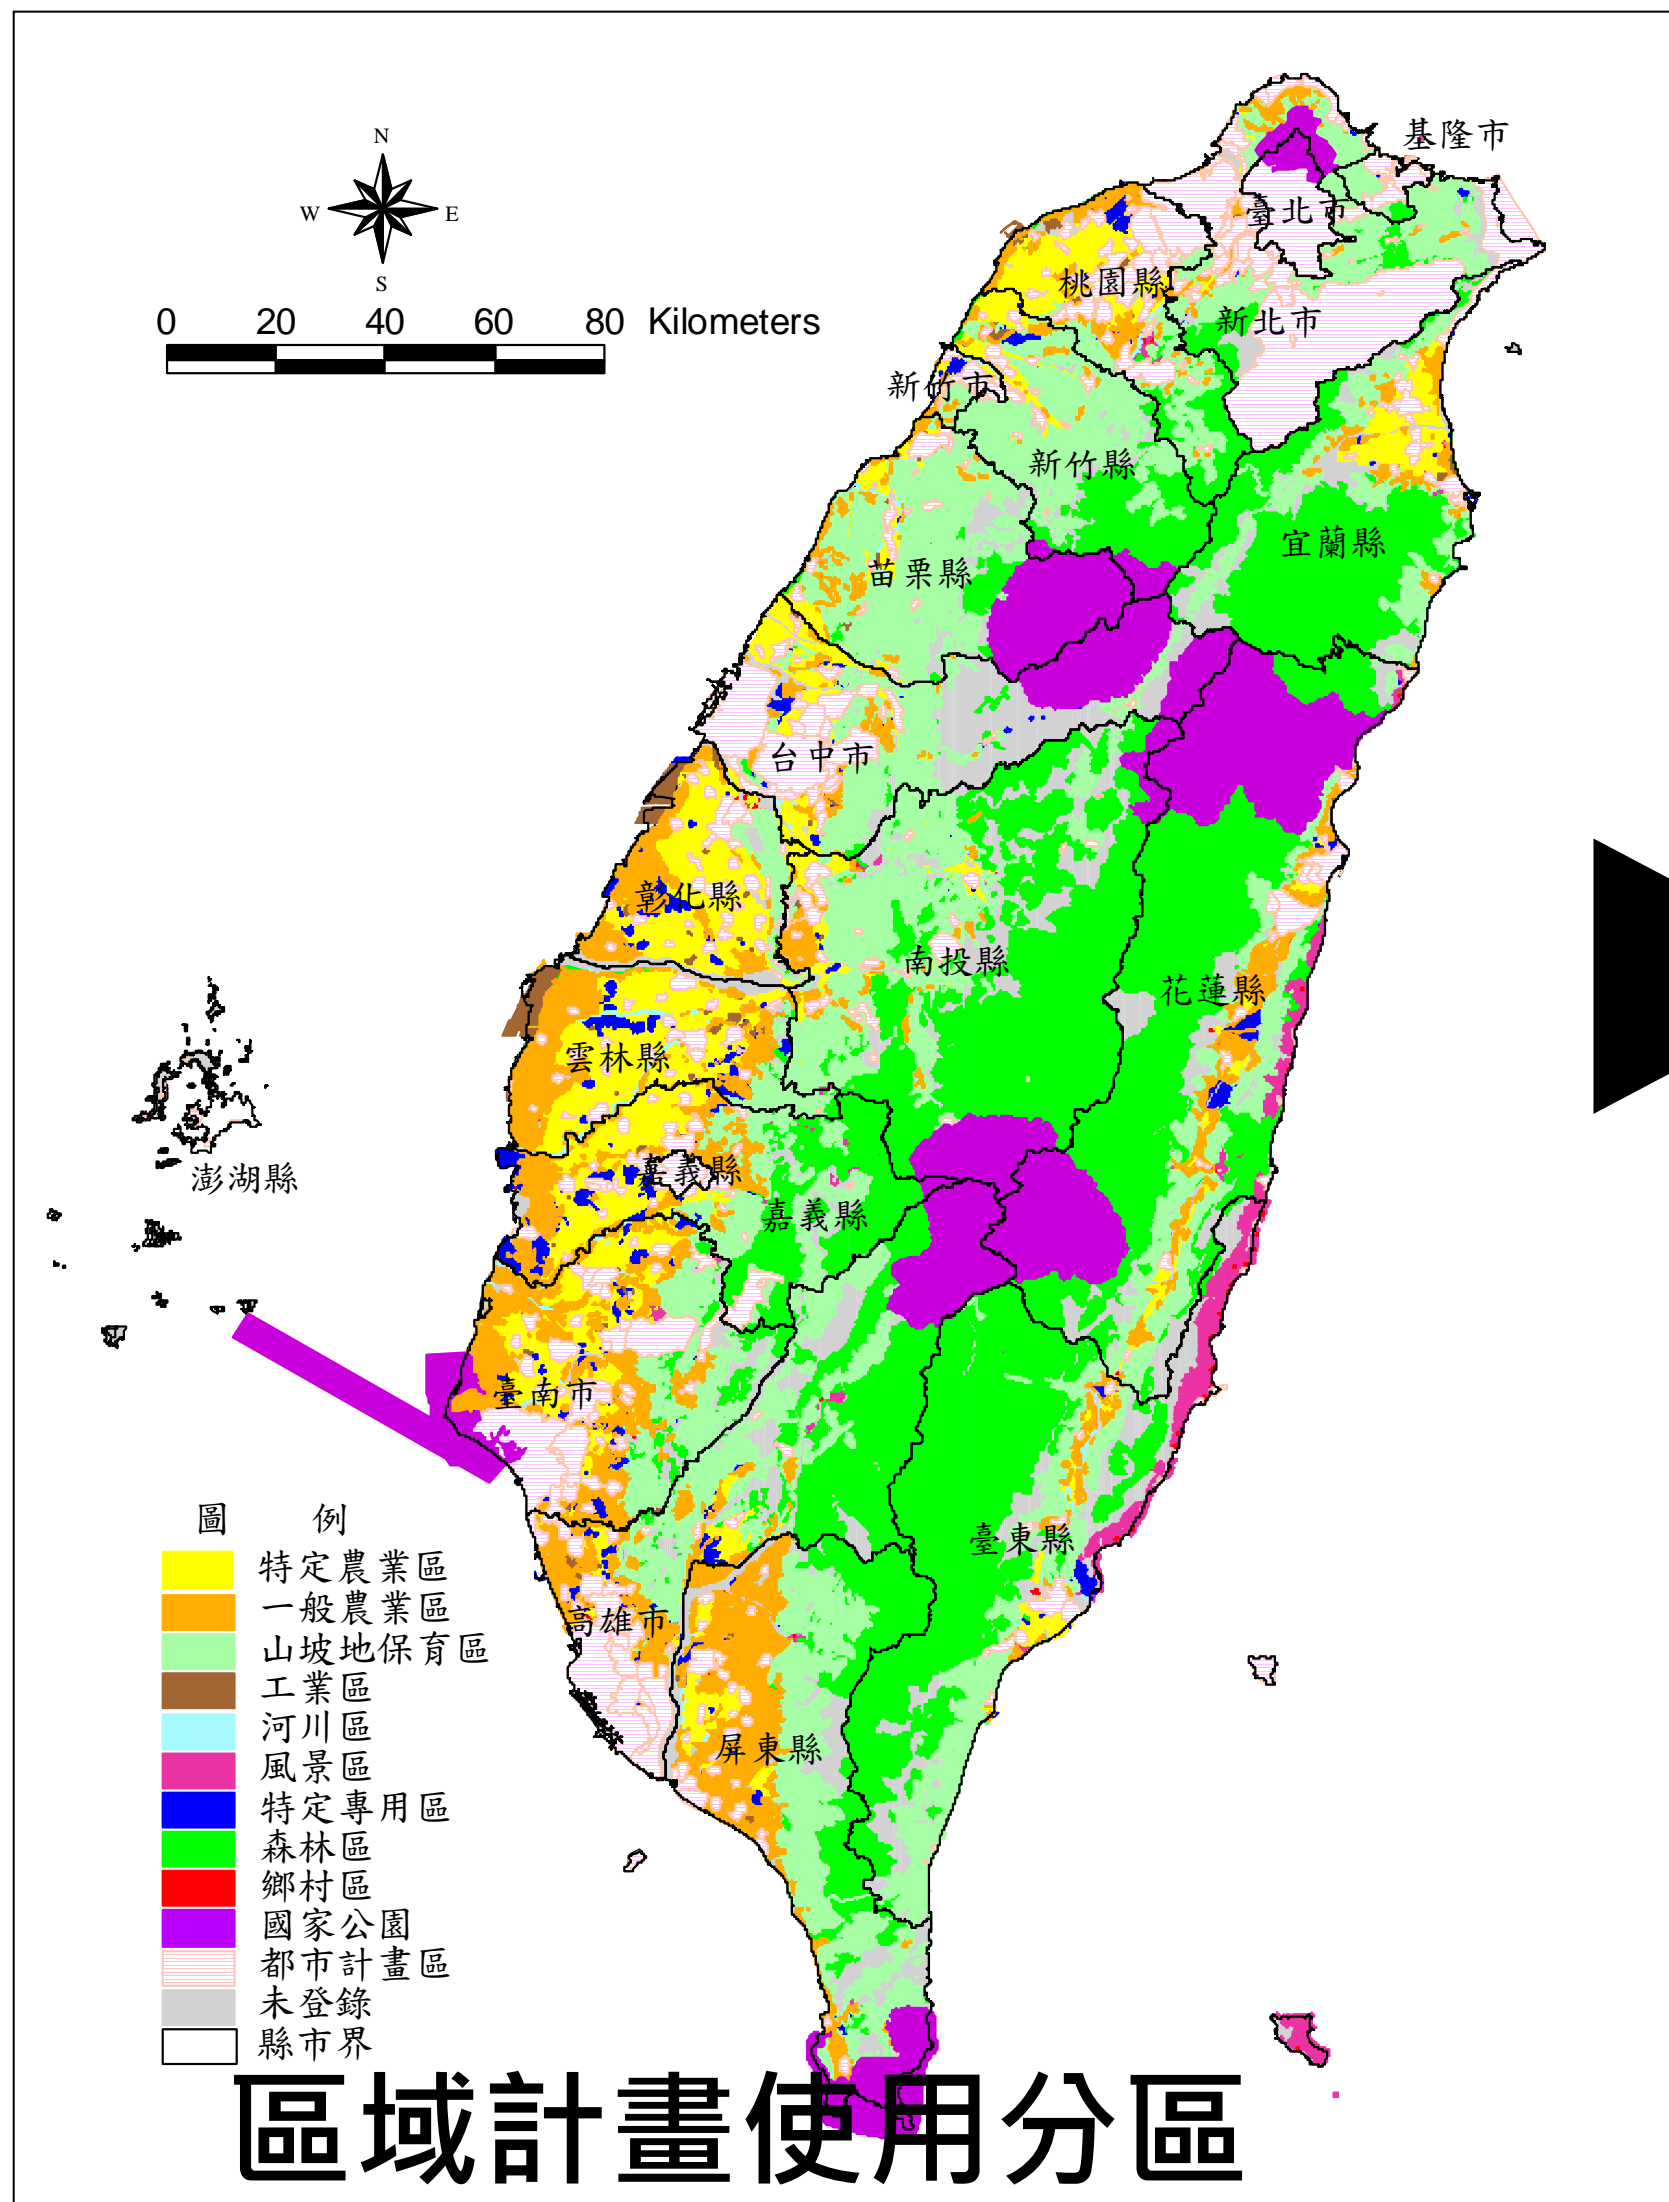 N
W E
S
0 20 40 60 80 Kilometers
基隆市
臺北市
桃園縣
新北市
新竹市
新竹縣
宜蘭縣
苗栗縣
台中市
彰化縣
南投縣
花蓮縣
雲林縣
嘉義縣
澎湖縣
嘉義縣
臺南市
臺東縣
高雄市
屏東縣
圖 例
特定農業區
一般農業區
山坡地保育區
工業區
河川區
風景區
特定專用區
森林區
鄉村區
國家公園
都市計畫區
未登錄
縣市界
區域計畫使用分區